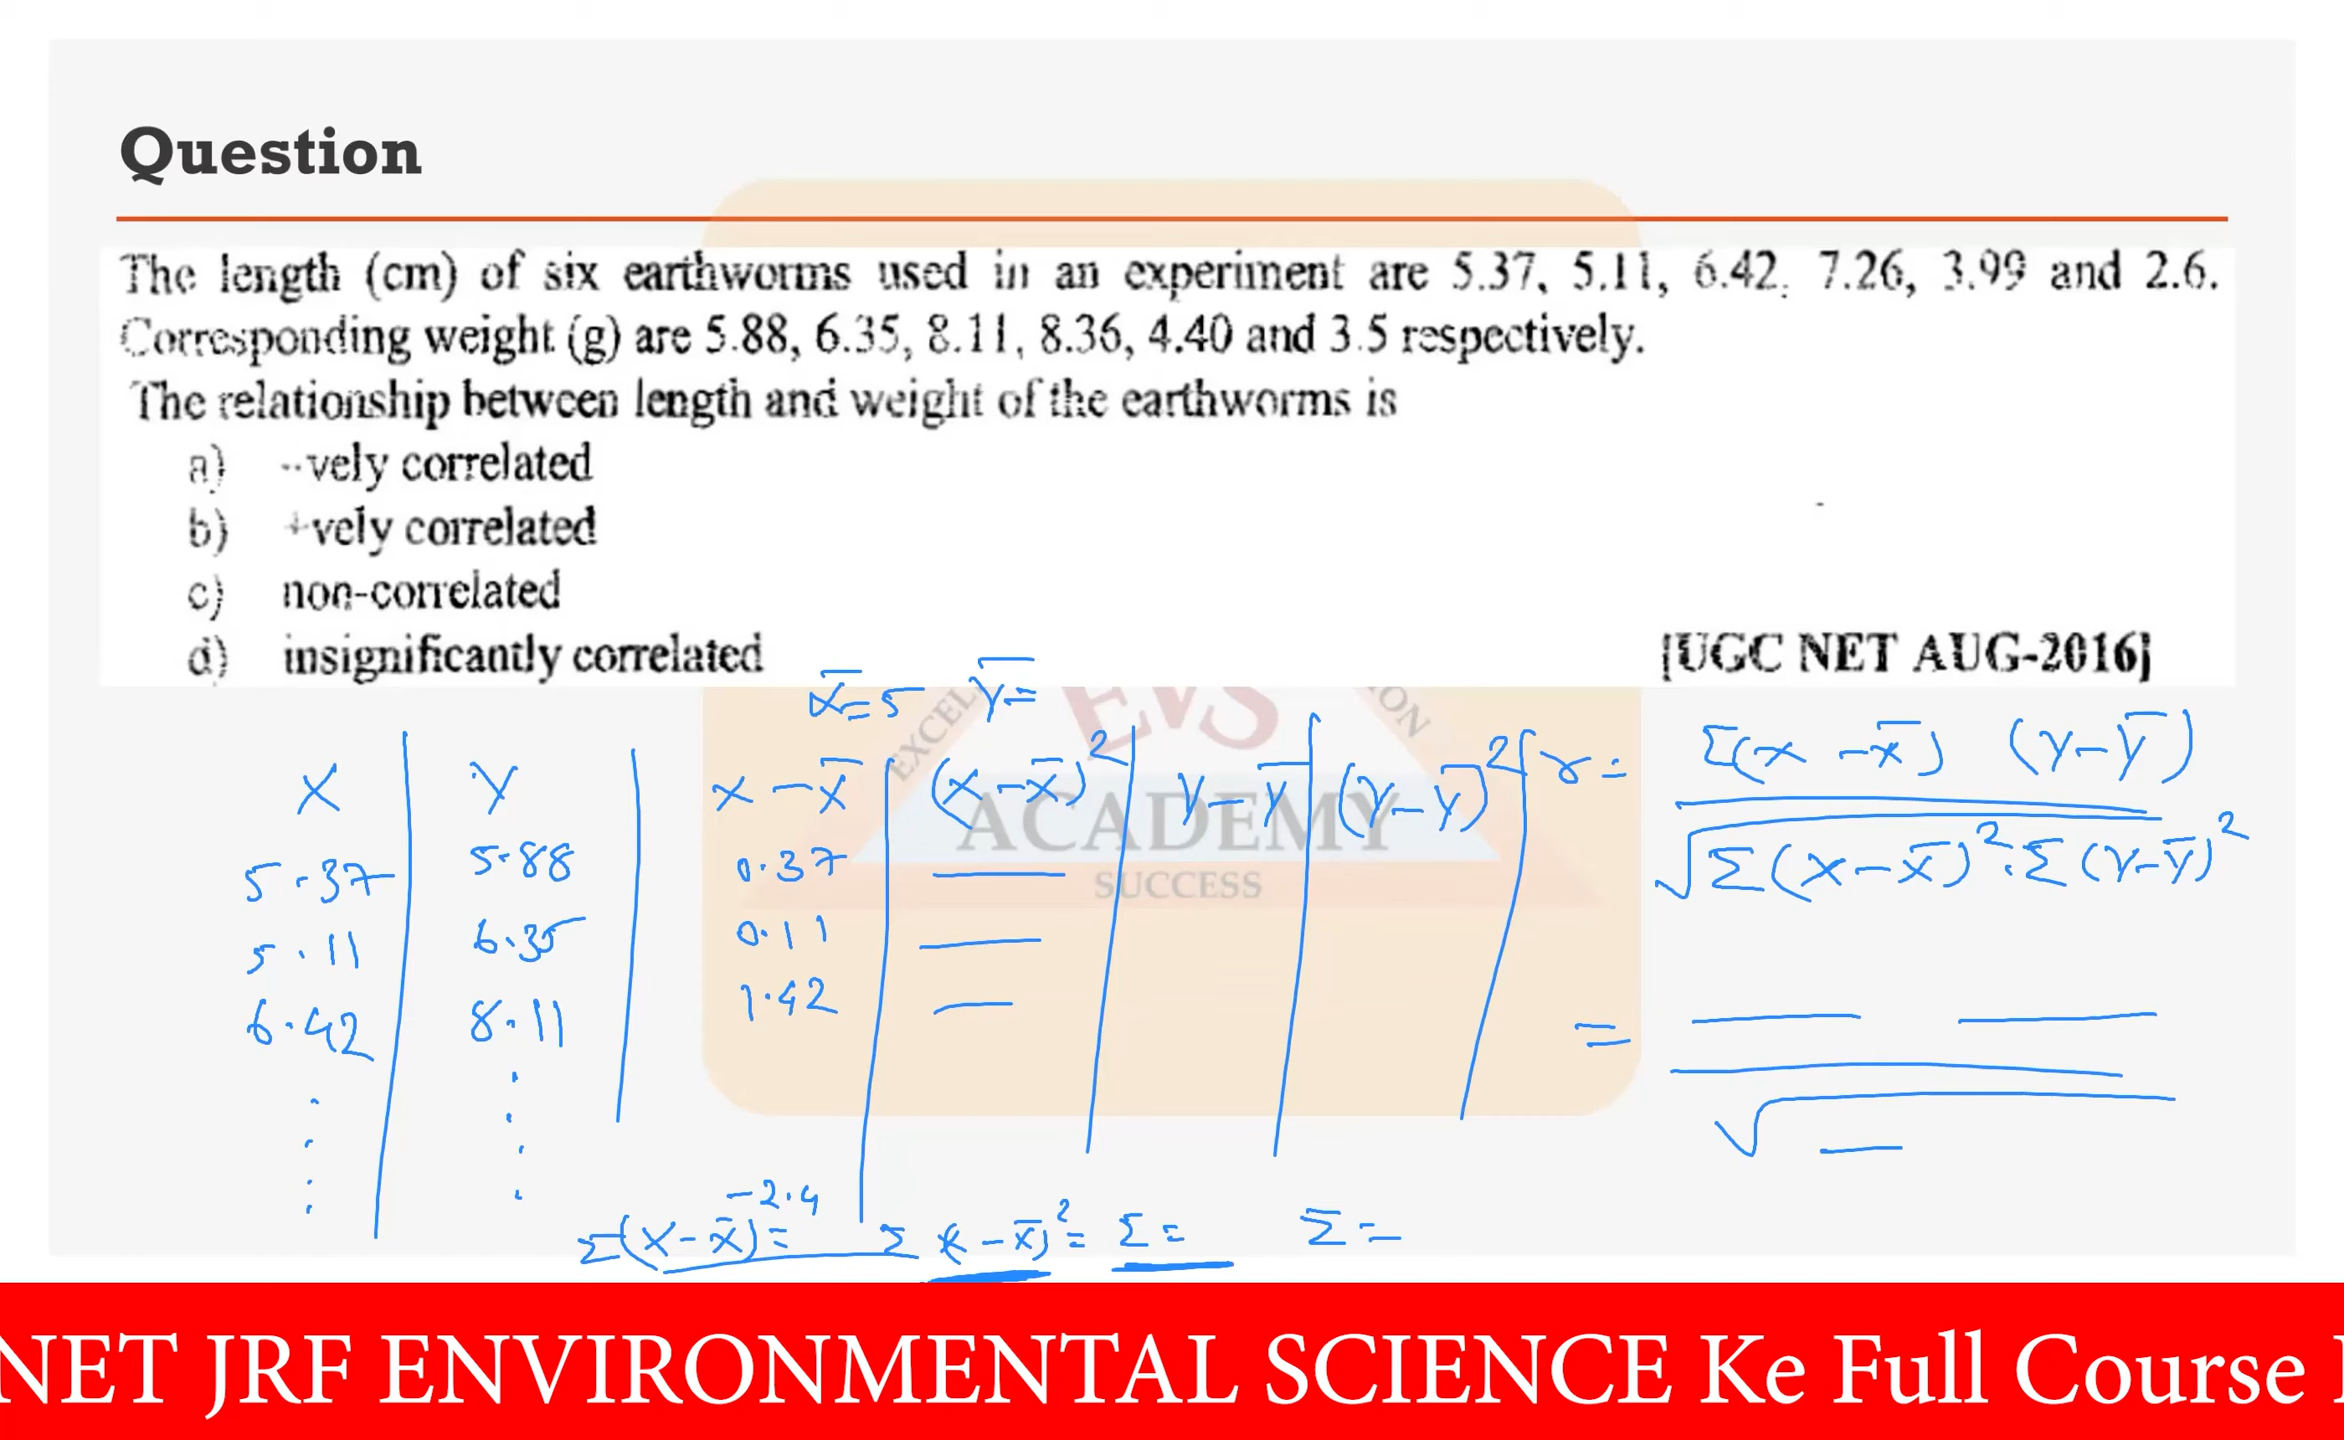 Question
The length (cm) of six earthworms used in an experiment are 5.37, 5.11, 6.42, 7.26, 3.99 and 2.6.
Corresponding weight (g) are 5.88, 6.35, 8.11, 8.36, 4.40 and 3.5 respectively.
The relationship between length and weight of the earthworms is
a) -vely correlated
b) +vely correlated
c) non-correlated
d) insignificantly correlated
[UGC NET AUG-2016]
EVS
ACADEMY
SUCCESS
x̅=5 y̅=
X Y x - x̅ (x-x̅)² y-y̅ (y-y̅)² r = Σ(x-x̅) (y-y̅)
√Σ(x-x̅)².Σ(y-y̅)²
5.37 5.88 0.37
5.11 6.35 0.11
6.42 8.11 1.42
=
√
-2.4
Σ(x-x̅)= Σ(x-x̅)²= Σ= Σ=
NET JRF ENVIRONMENTAL SCIENCE Ke Full Course